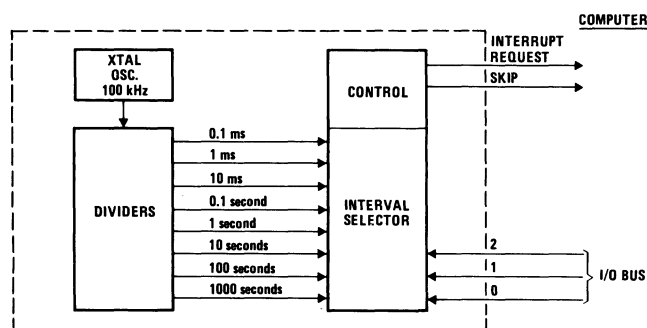 COMPUTER
XTAL
OSC.
100 kHz
INTERRUPT
REQUEST
SKIP
CONTROL
DIVIDERS
0.1 ms
1 ms
10 ms
0.1 second
1 second
10 seconds
100 seconds
1000 seconds
INTERVAL
SELECTOR
2
1
0
I/O BUS